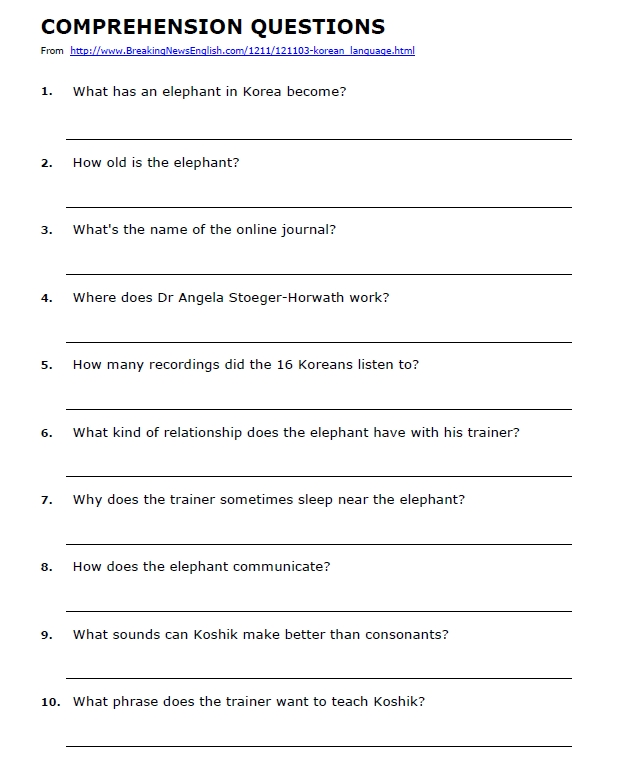 COMPREHENSION QUESTIONS
From http://www.BreakingNewsEnglish.com/1211/121103-korean_language.html
1. What has an elephant in Korea become?
2. How old is the elephant?
3. What's the name of the online journal?
4. Where does Dr Angela Stoeger-Horwath work?
5. How many recordings did the 16 Koreans listen to?
6. What kind of relationship does the elephant have with his trainer?
7. Why does the trainer sometimes sleep near the elephant?
8. How does the elephant communicate?
9. What sounds can Koshik make better than consonants?
10. What phrase does the trainer want to teach Koshik?